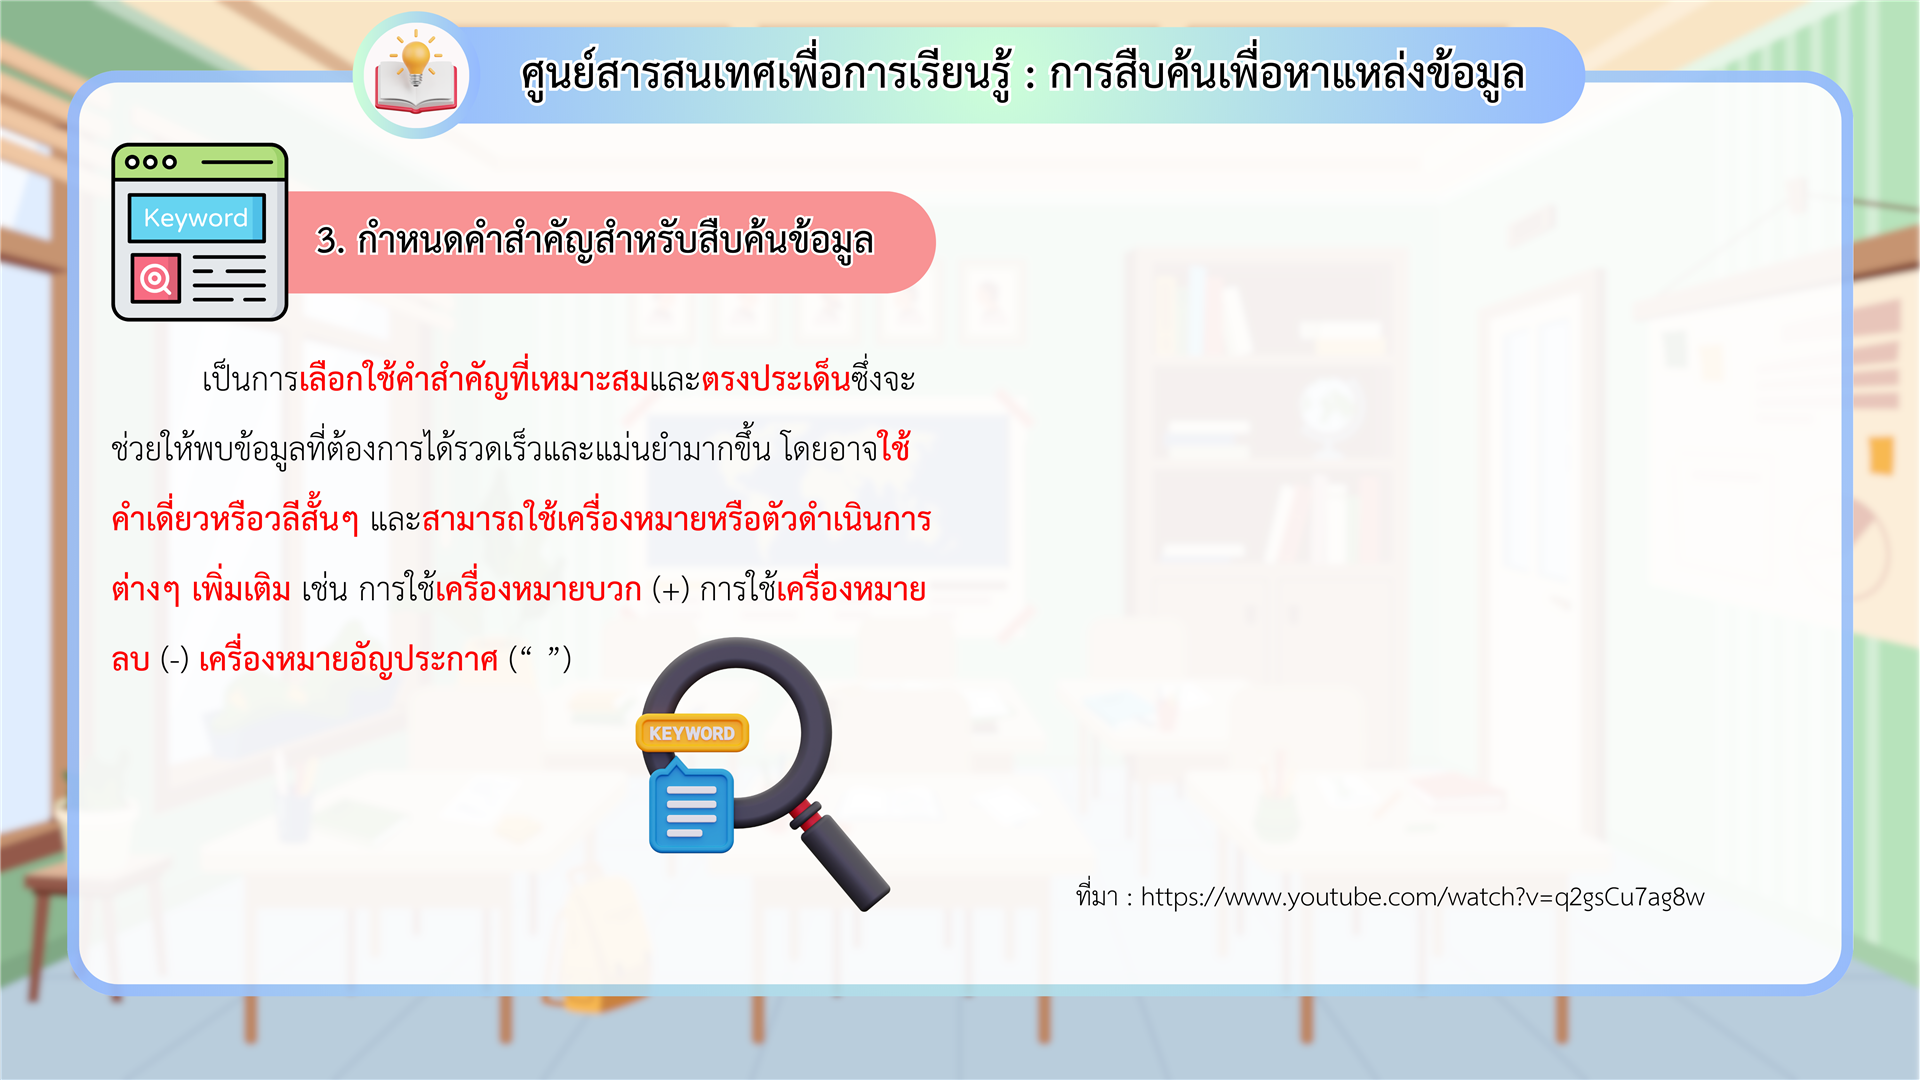 ศูนย์สารสนเทศเพื่อการเรียนรู้ : การสืบค้นเพื่อหาแหล่งข้อมูล
Keyword
3. กำหนดคำสำคัญสำหรับสืบค้นข้อมูล
เป็นการเลือกใช้คำสำคัญที่เหมาะสมและตรงประเด็นซึ่งจะ
ช่วยให้พบข้อมูลที่ต้องการได้รวดเร็วและแม่นยำมากขึ้น โดยอาจใช้
คำเดี่ยวหรือวลีสั้นๆ และสามารถใช้เครื่องหมายหรือตัวดำเนินการ
ต่างๆ เพิ่มเติม เช่น การใช้เครื่องหมายบวก (+) การใช้เครื่องหมาย
ลบ (-) เครื่องหมายอัญประกาศ (“ ”)
KEYWORD
ที่มา : https://www.youtube.com/watch?v=q2gsCu7ag8w